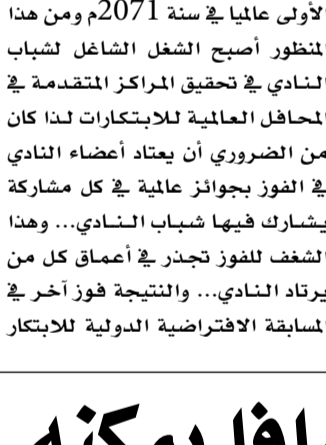 الأولى عالميا في سنة 2071م ومن هذا
المنظور أصبح الشغل الشاغل لشباب
النادي في تحقيق المراكز المتقدمة في
المحافل العالمية للابتكارات لذا كان
من الضروري أن يعتاد أعضاء النادي
في الفوز بجوائز عالمية في كل مشاركة
يشارك فيها شباب النادي... وهذا
الشغف للفوز تجذر في أعماق كل من
يرتاد النادي... والنتيجة فوز آخر في
المسابقة الافتراضية الدولية للابتكار